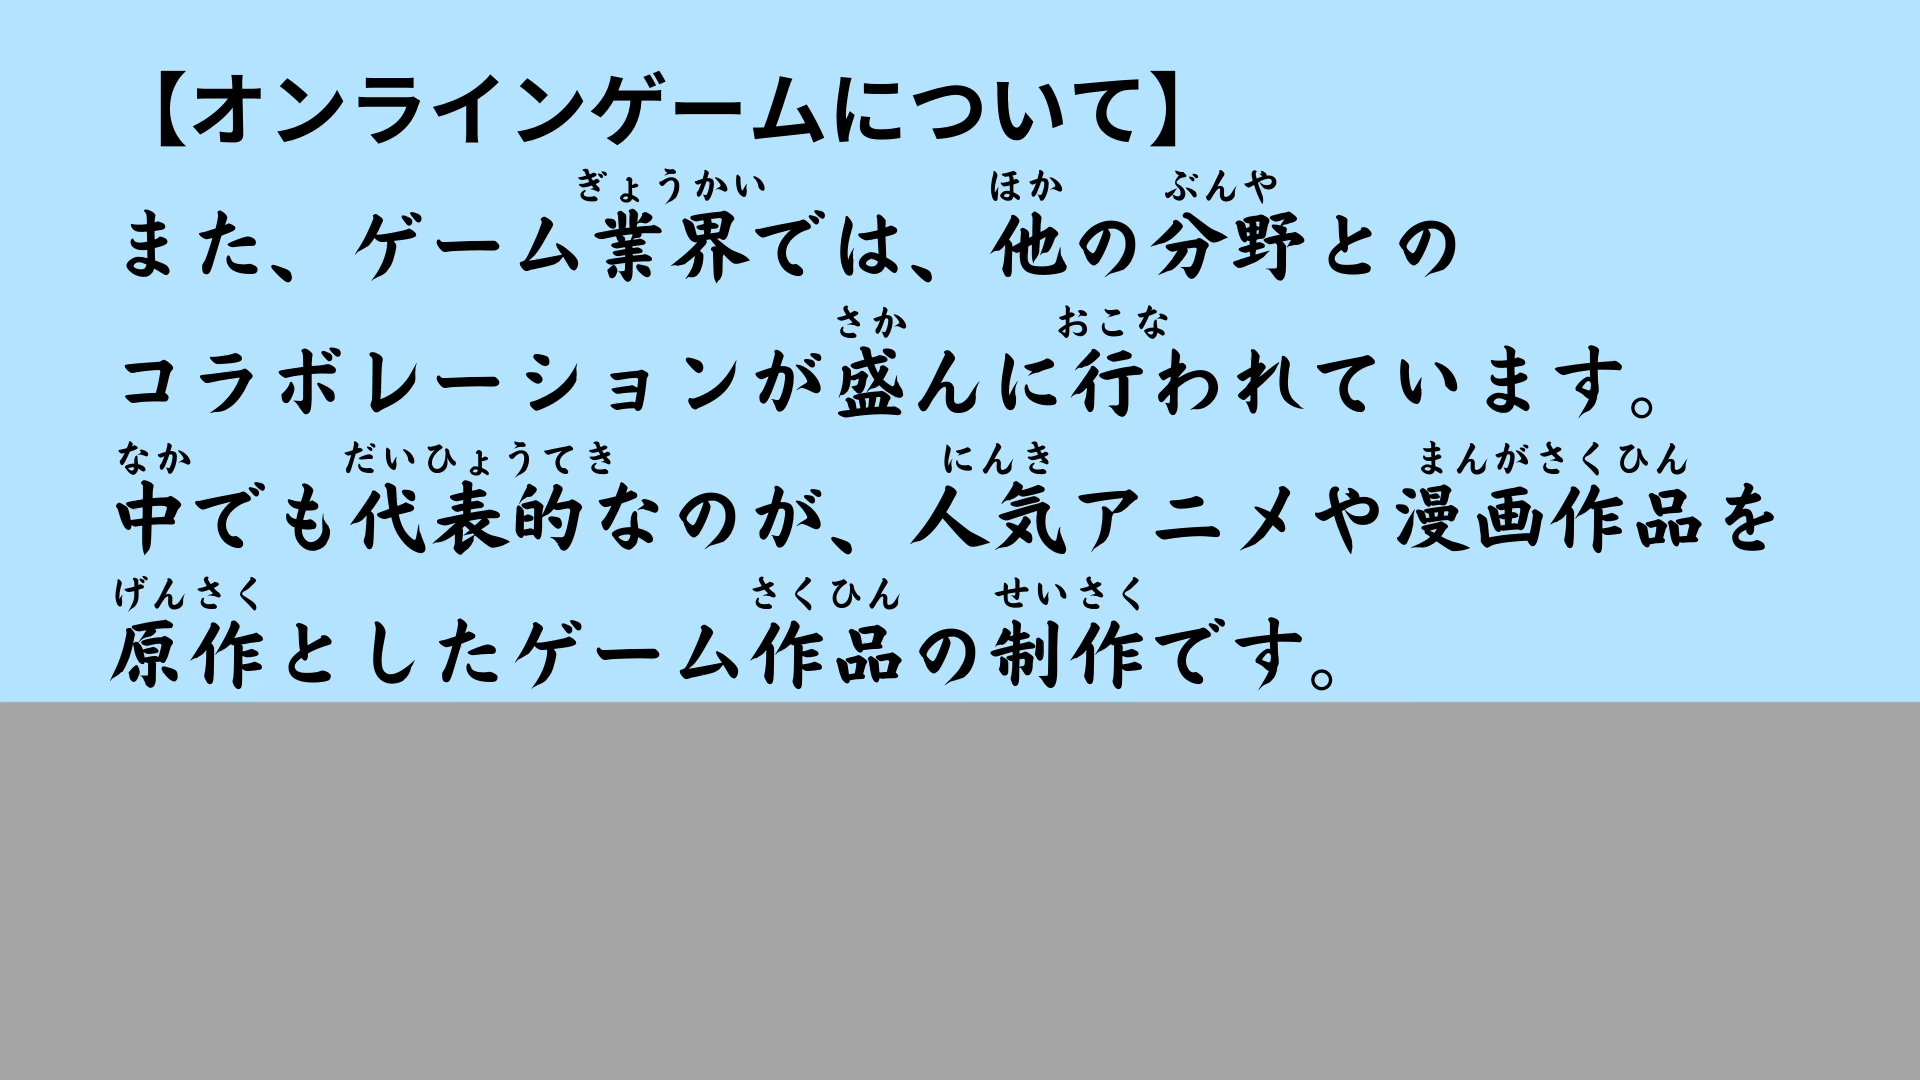 【オンラインゲームについて】
ぎょうかい ほか ぶんや
また、ゲーム業界では、他の分野との
さか おこな
コラボレーションが盛んに行われています。
なか だいひょうてき にんき まんがさくひん
中でも代表的なのが、人気アニメや漫画作品を
げんさく さくひん せいさく
原作としたゲーム作品の制作です。